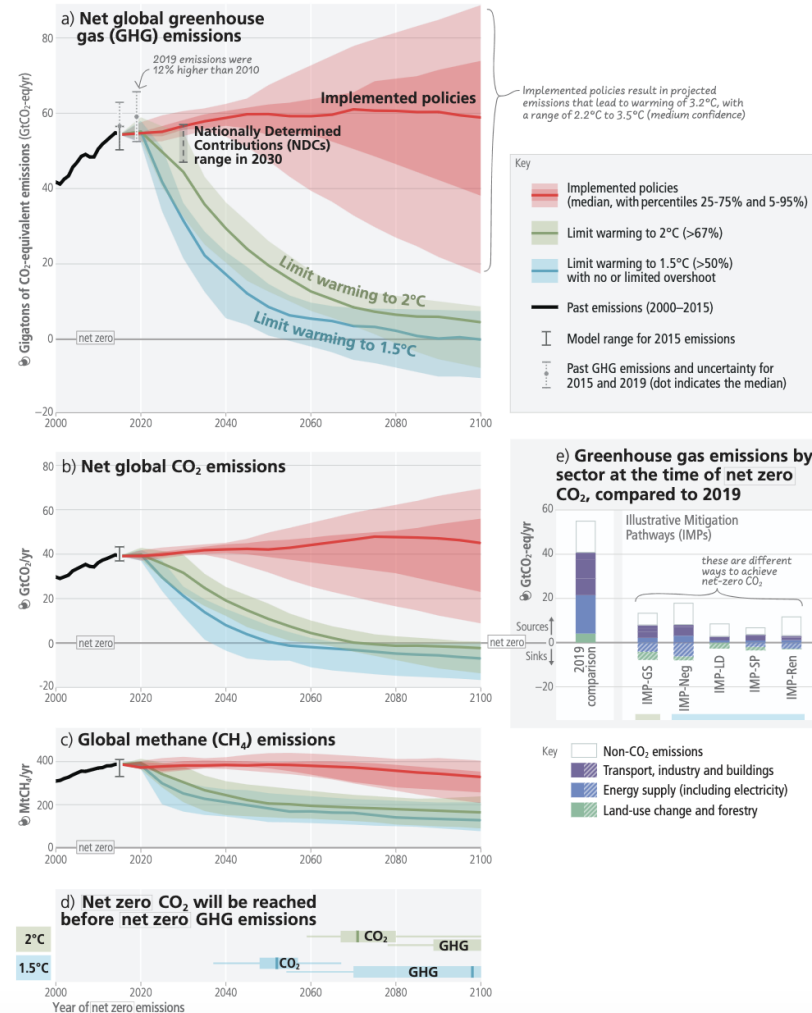 a) Net global greenhouse
gas (GHG) emissions
80
60
40
20
0
−20
Gigatons of CO₂-equivalent emissions (GtCO₂-eq/yr)
2019 emissions were
12% higher than 2010
Implemented policies
Nationally Determined
Contributions (NDCs)
range in 2030
Limit warming to 2°C
Limit warming to 1.5°C
net zero
2000 2020 2040 2060 2080 2100
Implemented policies result in projected
emissions that lead to warming of 3.2°C, with
a range of 2.2°C to 3.5°C (medium confidence)
Key
Implemented policies
(median, with percentiles 25-75% and 5-95%)
Limit warming to 2°C (>67%)
Limit warming to 1.5°C (>50%)
with no or limited overshoot
Past emissions (2000–2015)
Model range for 2015 emissions
Past GHG emissions and uncertainty for
2015 and 2019 (dot indicates the median)
b) Net global CO₂ emissions
80
60
40
20
0
-20
GtCO₂/yr
net zero
2000 2020 2040 2060 2080 2100
c) Global methane (CH₄) emissions
400
200
0
MtCH₄/yr
net zero
2000 2020 2040 2060 2080 2100
d) Net zero CO₂ will be reached
before net zero GHG emissions
2°C
CO₂
GHG
1.5°C
CO₂
GHG
2000 2020 2040 2060 2080 2100
Year of net zero emissions
e) Greenhouse gas emissions by
sector at the time of net zero
CO₂, compared to 2019
60
40
20
0
−20
GtCO₂-eq/yr
Illustrative Mitigation
Pathways (IMPs)
these are different
ways to achieve
net-zero CO₂
Sources
net zero
Sinks
2019
comparison
IMP-GS
IMP-Neg
IMP-LD
IMP-SP
IMP-Ren
Key
Non-CO₂ emissions
Transport, industry and buildings
Energy supply (including electricity)
Land-use change and forestry